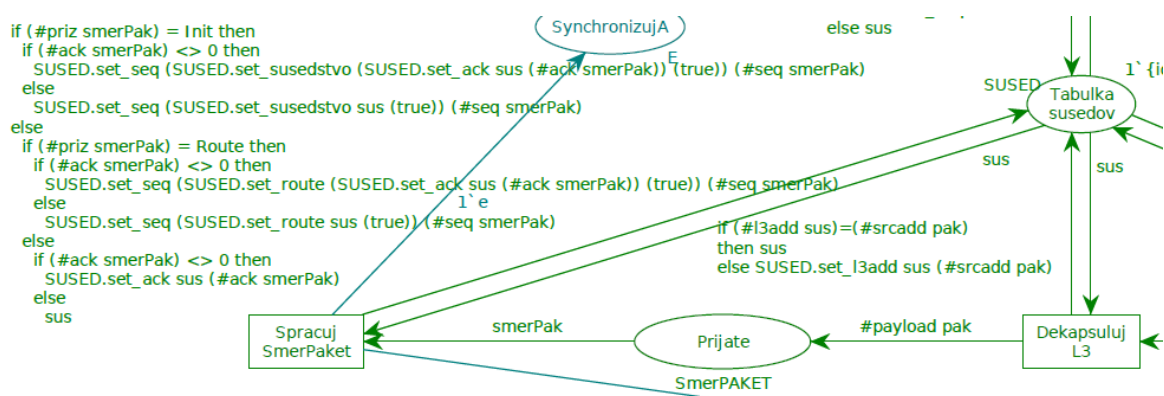 if (#priz smerPak) = Init then
if (#ack smerPak) <> 0 then
SUSED.set_seq (SUSED.set_susedstvo (SUSED.set_ack sus (#ack smerPak)) (true)) (#seq smerPak)
else
SUSED.set_seq (SUSED.set_susedstvo sus (true)) (#seq smerPak)
else
if (#priz smerPak) = Route then
if (#ack smerPak) <> 0 then
SUSED.set_seq (SUSED.set_route (SUSED.set_ack sus (#ack smerPak)) (true)) (#seq smerPak)
else
SUSED.set_seq (SUSED.set_route sus (true)) (#seq smerPak)
else
if (#ack smerPak) <> 0 then
SUSED.set_ack sus (#ack smerPak)
else
sus
SynchronizujA
E
1`e
else sus
SUSED
1`{i
Tabulka
susedov
sus
sus
if (#l3add sus)=(#srcadd pak)
then sus
else SUSED.set_l3add sus (#srcadd pak)
Spracuj
SmerPaket
smerPak
Prijate
SmerPAKET
#payload pak
Dekapsuluj
L3